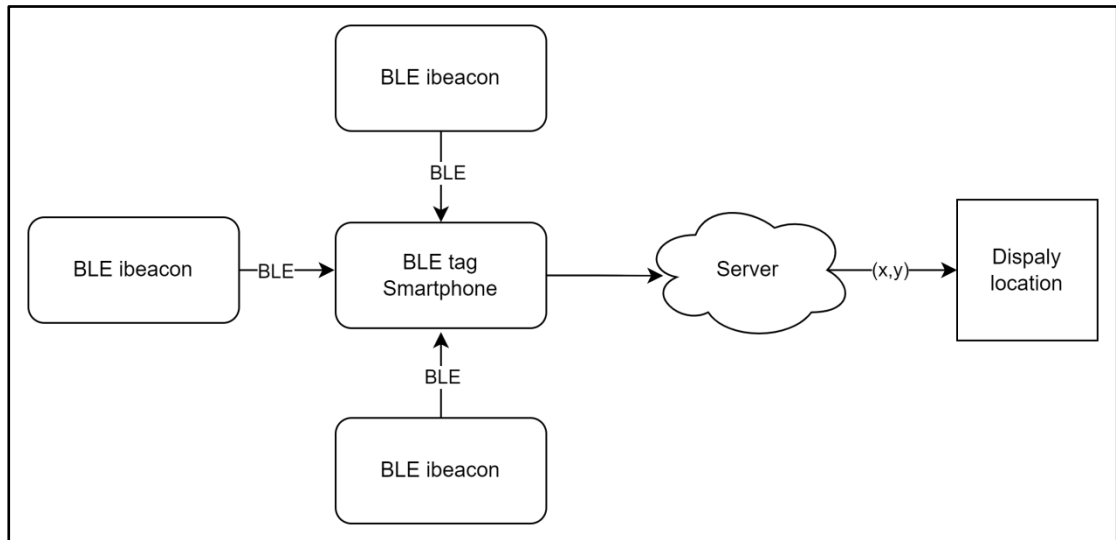 BLE ibeacon
BLE
BLE ibeacon
BLE
BLE tag
Smartphone
Server
(x,y)
Dispaly
location
BLE
BLE ibeacon